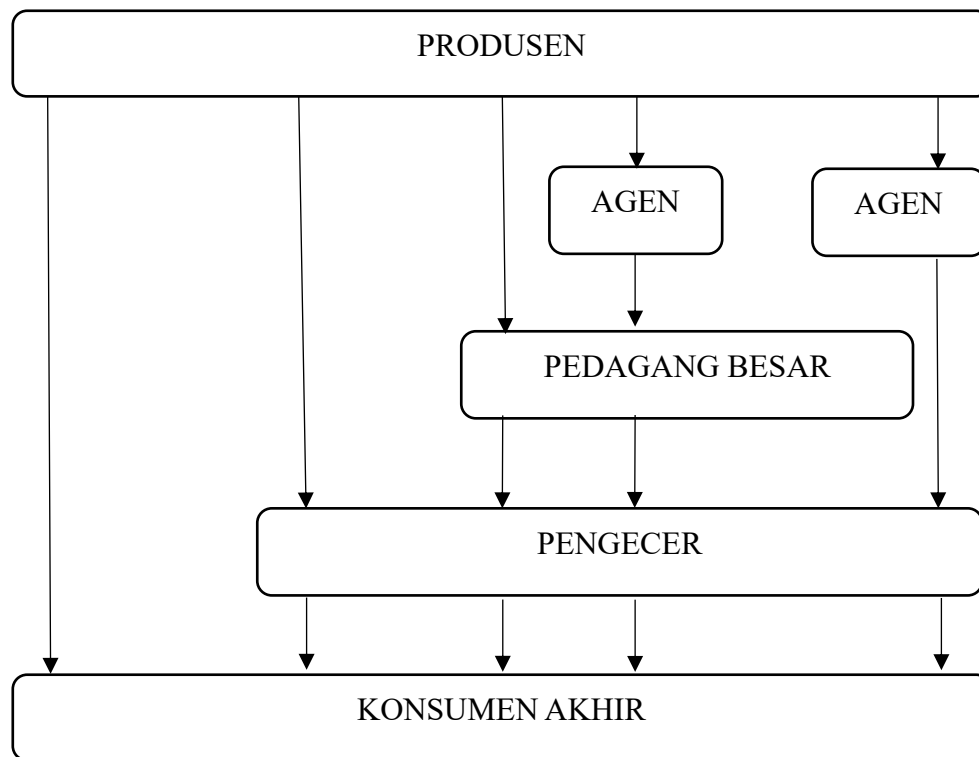 PRODUSEN
AGEN
AGEN
PEDAGANG BESAR
PENGECER
KONSUMEN AKHIR